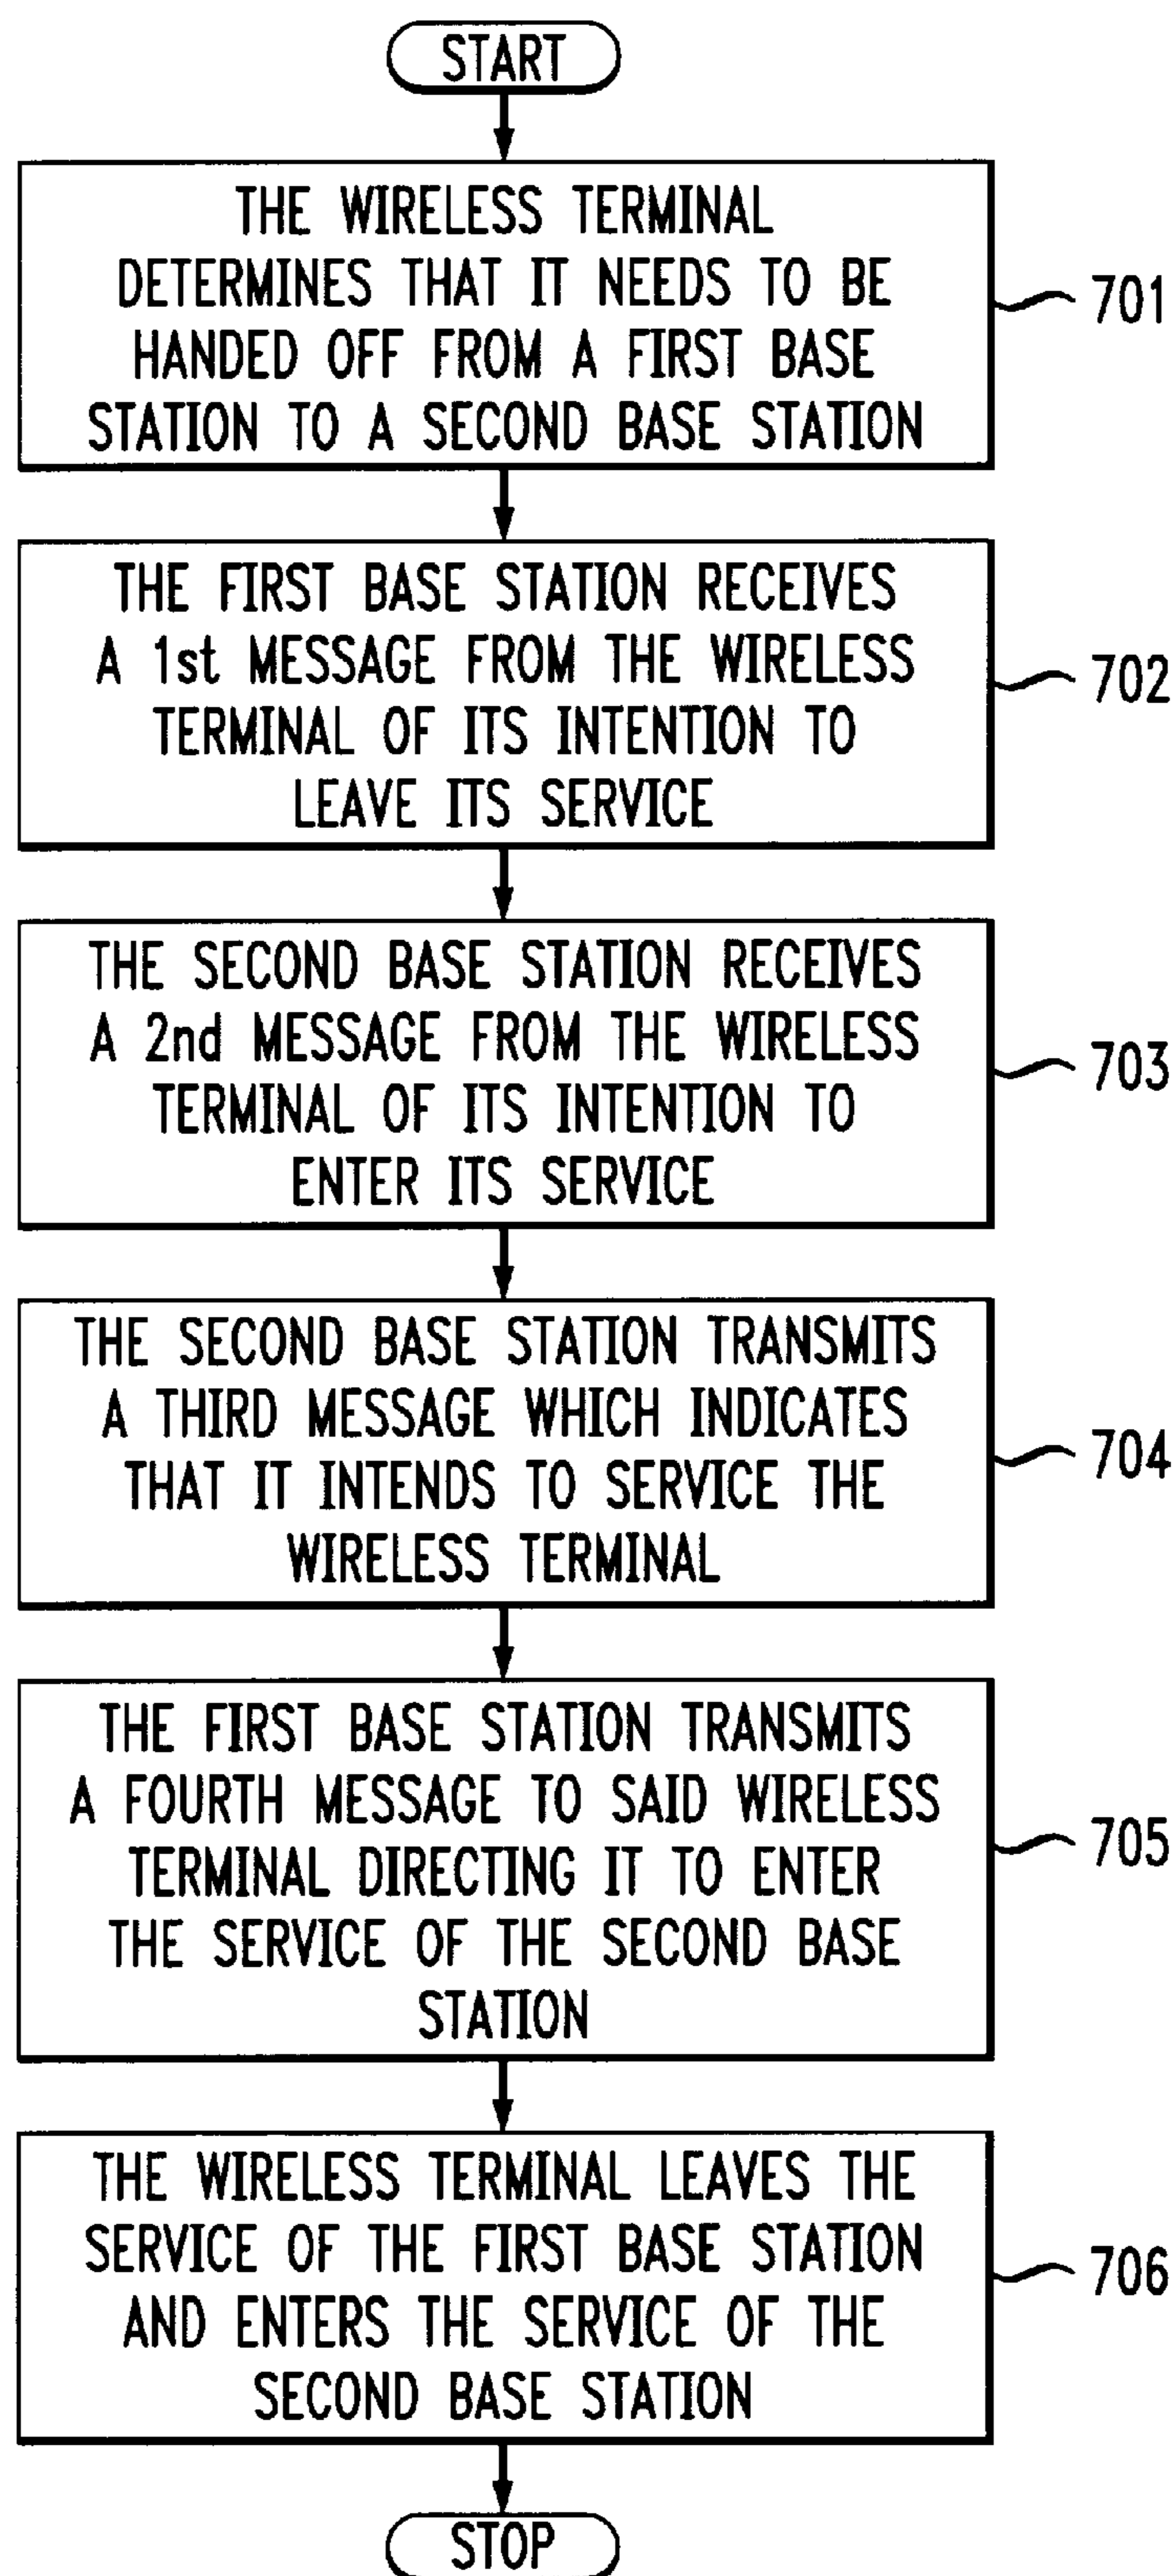 START
THE WIRELESS TERMINAL
DETERMINES THAT IT NEEDS TO BE
HANDED OFF FROM A FIRST BASE
STATION TO A SECOND BASE STATION
701
THE FIRST BASE STATION RECEIVES
A 1st MESSAGE FROM THE WIRELESS
TERMINAL OF ITS INTENTION TO
LEAVE ITS SERVICE
702
THE SECOND BASE STATION RECEIVES
A 2nd MESSAGE FROM THE WIRELESS
TERMINAL OF ITS INTENTION TO
ENTER ITS SERVICE
703
THE SECOND BASE STATION TRANSMITS
A THIRD MESSAGE WHICH INDICATES
THAT IT INTENDS TO SERVICE THE
WIRELESS TERMINAL
704
THE FIRST BASE STATION TRANSMITS
A FOURTH MESSAGE TO SAID WIRELESS
TERMINAL DIRECTING IT TO ENTER
THE SERVICE OF THE SECOND BASE
STATION
705
THE WIRELESS TERMINAL LEAVES THE
SERVICE OF THE FIRST BASE STATION
AND ENTERS THE SERVICE OF THE
SECOND BASE STATION
706
STOP